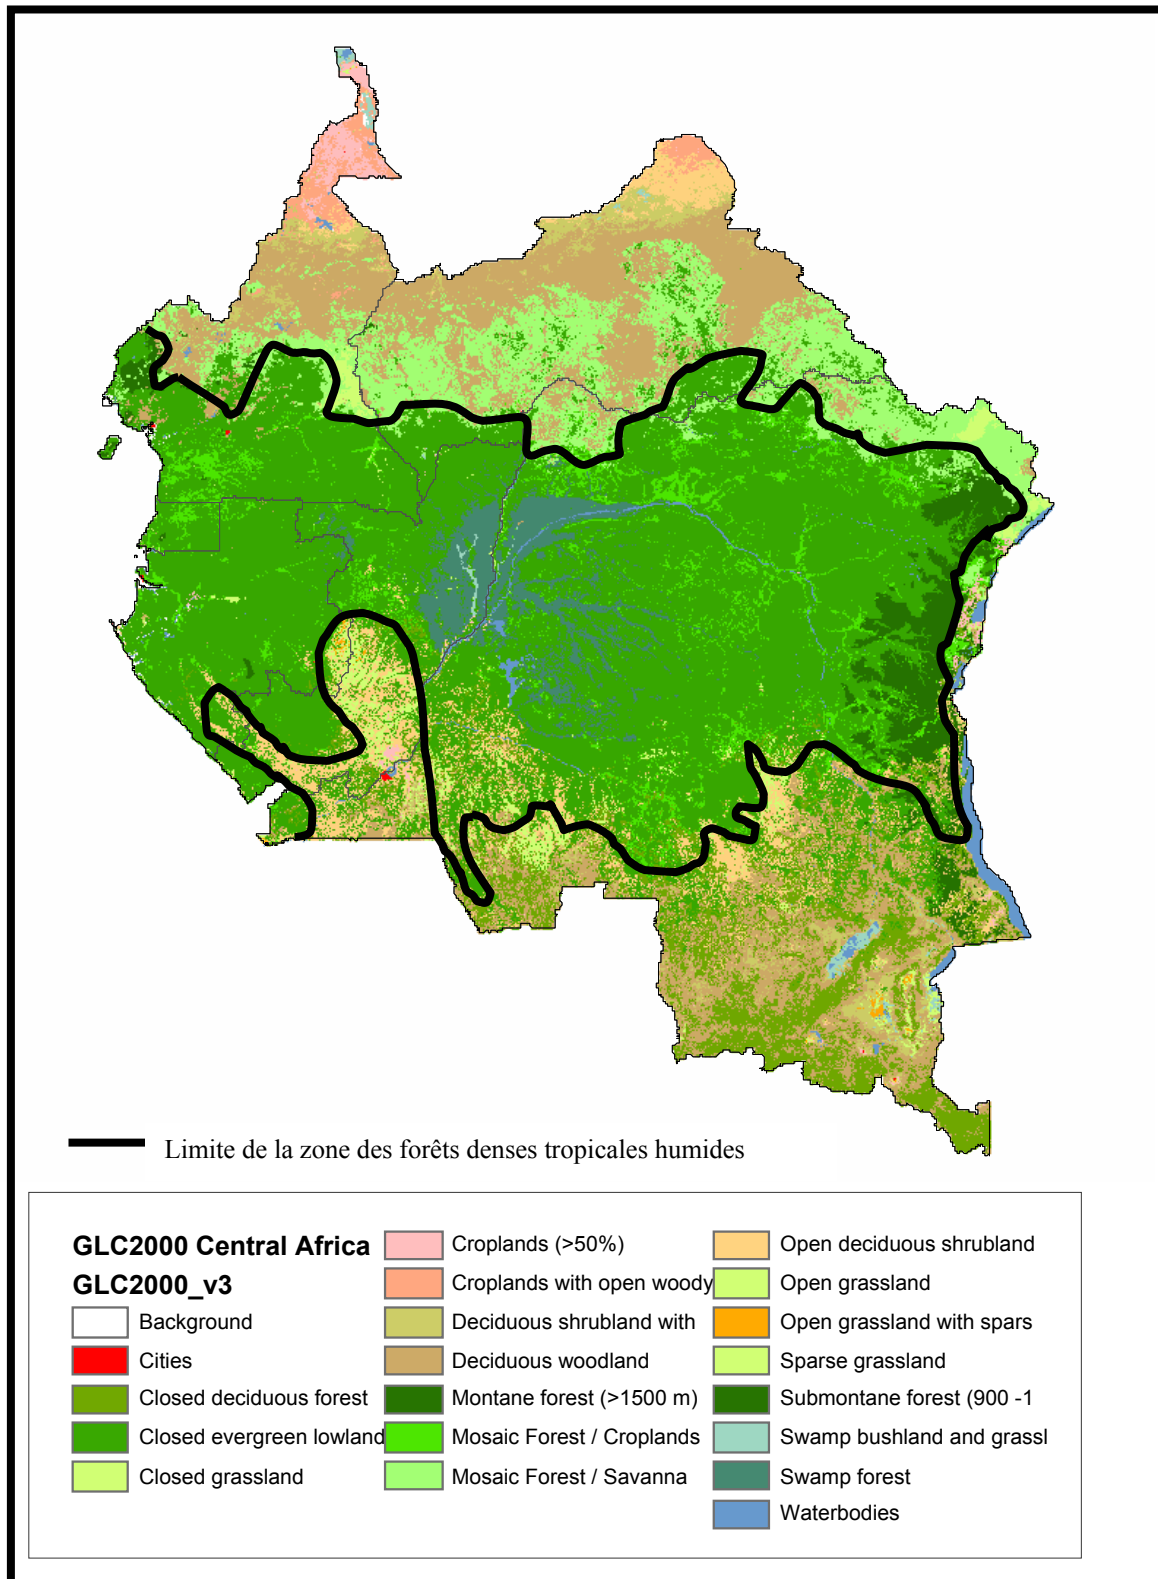 Limite de la zone des forêts denses tropicales humides
GLC2000 Central Africa
GLC2000_v3
Background
Cities
Closed deciduous forest
Closed evergreen lowland
Closed grassland
Croplands (>50%)
Croplands with open woody
Deciduous shrubland with
Deciduous woodland
Montane forest (>1500 m)
Mosaic Forest / Croplands
Mosaic Forest / Savanna
Open deciduous shrubland
Open grassland
Open grassland with spars
Sparse grassland
Submontane forest (900 -1
Swamp bushland and grassl
Swamp forest
Waterbodies